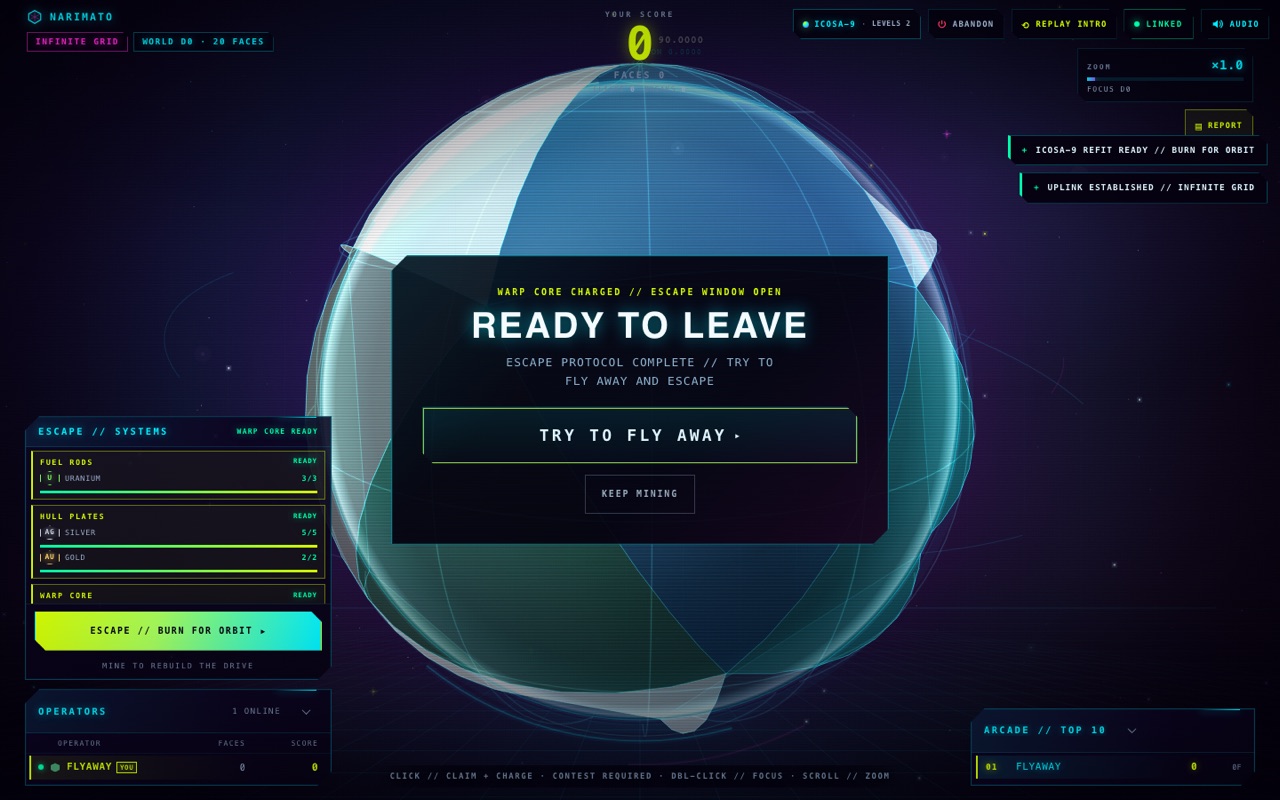 NARIMATO
INFINITE GRID
WORLD D0 · 20 FACES
YOUR SCORE
0
90.0000
0.0000
FACES 0
ICOSA-9 · LEVELS 2
ABANDON
REPLAY INTRO
LINKED
AUDIO
ZOOM ×1.0
FOCUS D0
REPORT
+ ICOSA-9 REFIT READY // BURN FOR ORBIT
+ UPLINK ESTABLISHED // INFINITE GRID
WARP CORE CHARGED // ESCAPE WINDOW OPEN
READY TO LEAVE
ESCAPE PROTOCOL COMPLETE // TRY TO
FLY AWAY AND ESCAPE
TRY TO FLY AWAY ▸
KEEP MINING
ESCAPE // SYSTEMS WARP CORE READY
FUEL RODS READY
U URANIUM 3/3
HULL PLATES READY
AG SILVER 5/5
AU GOLD 2/2
WARP CORE READY
ESCAPE // BURN FOR ORBIT ▸
MINE TO REBUILD THE DRIVE
OPERATORS 1 ONLINE
OPERATOR FACES SCORE
FLYAWAY YOU 0 0
CLICK // CLAIM + CHARGE · CONTEST REQUIRED · DBL-CLICK // FOCUS · SCROLL // ZOOM
ARCADE // TOP 10
01 FLYAWAY 0 0F